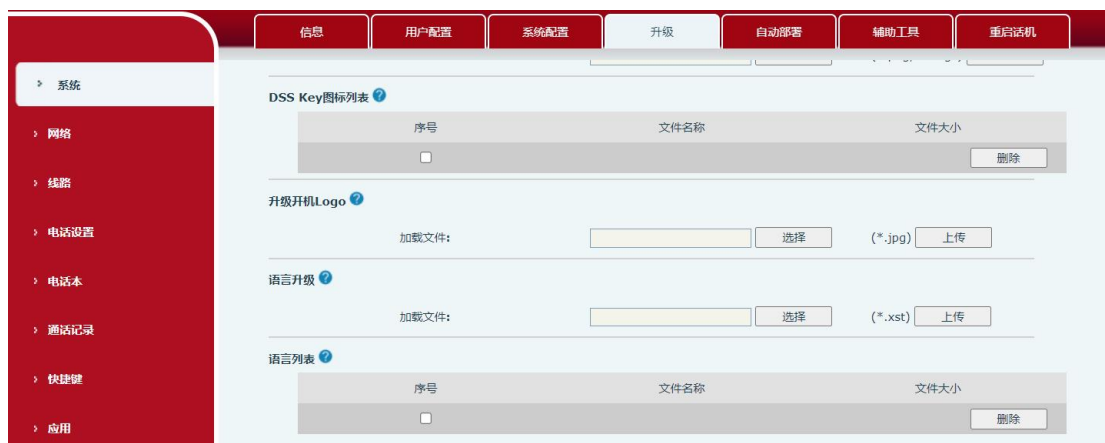 信息 用户配置 系统配置 升级 自动部署 辅助工具 重启话机
› 系统
› 网络
› 线路
› 电话设置
› 电话本
› 通话记录
› 快捷键
› 应用
DSS Key图标列表 ?
序号 文件名称 文件大小
删除
升级开机Logo ?
加载文件: 选择 (*.jpg) 上传
语言升级 ?
加载文件: 选择 (*.xst) 上传
语言列表 ?
序号 文件名称 文件大小
删除